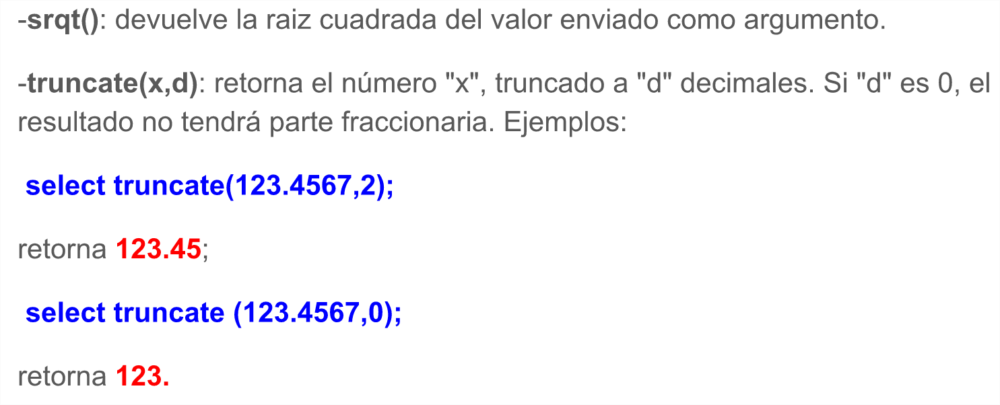 -srqt(): devuelve la raiz cuadrada del valor enviado como argumento.
-truncate(x,d): retorna el número "x", truncado a "d" decimales. Si "d" es 0, el
resultado no tendrá parte fraccionaria. Ejemplos:
select truncate(123.4567,2);
retorna 123.45;
select truncate (123.4567,0);
retorna 123.